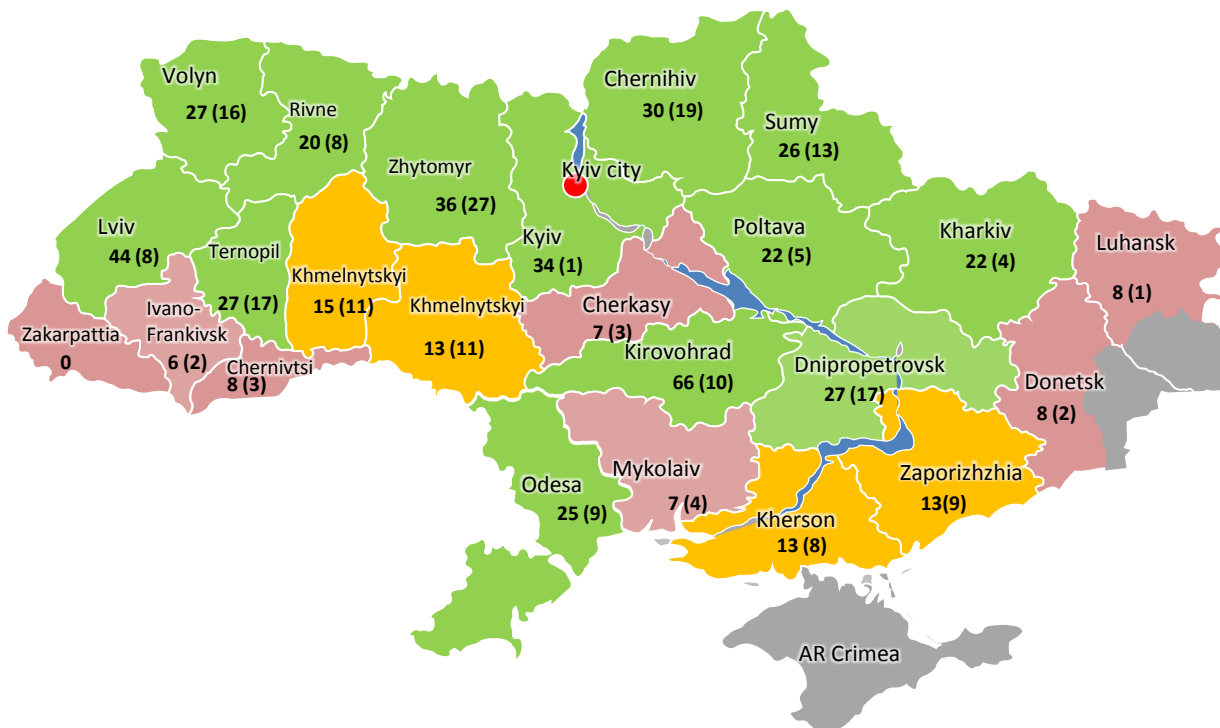 Volyn
27 (16)
Rivne
20 (8)
Zhytomyr
36 (27)
Kyiv city
Kyiv
34 (1)
Chernihiv
30 (19)
Sumy
26 (13)
Lviv
44 (8)
Ternopil
27 (17)
Khmelnytskyi
15 (11)
Khmelnytskyi
13 (11)
Poltava
22 (5)
Kharkiv
22 (4)
Luhansk
8 (1)
Zakarpattia
0
Ivano-
Frankivsk
6 (2)
Chernivtsi
8 (3)
Cherkasy
7 (3)
Kirovohrad
66 (10)
Dnipropetrovsk
27 (17)
Donetsk
8 (2)
Odesa
25 (9)
Mykolaiv
7 (4)
Kherson
13 (8)
Zaporizhzhia
13(9)
AR Crimea